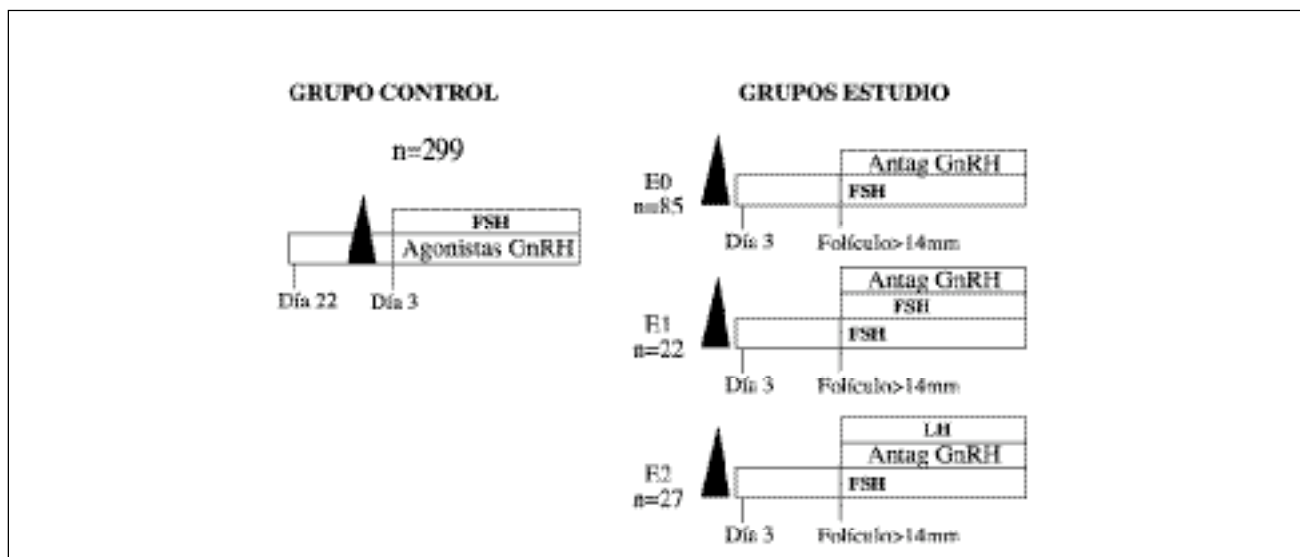 GRUPO CONTROL
n=299
FSH
Agonistas GnRH
Día 22
Día 3
GRUPOS ESTUDIO
E0
n=85
Antag GnRH
FSH
Día 3
Folículo>14mm
E1
n=22
Antag GnRH
FSH
FSH
Día 3
Folículo>14mm
E2
n=27
LH
Antag GnRH
FSH
Día 3
Folículo>14mm